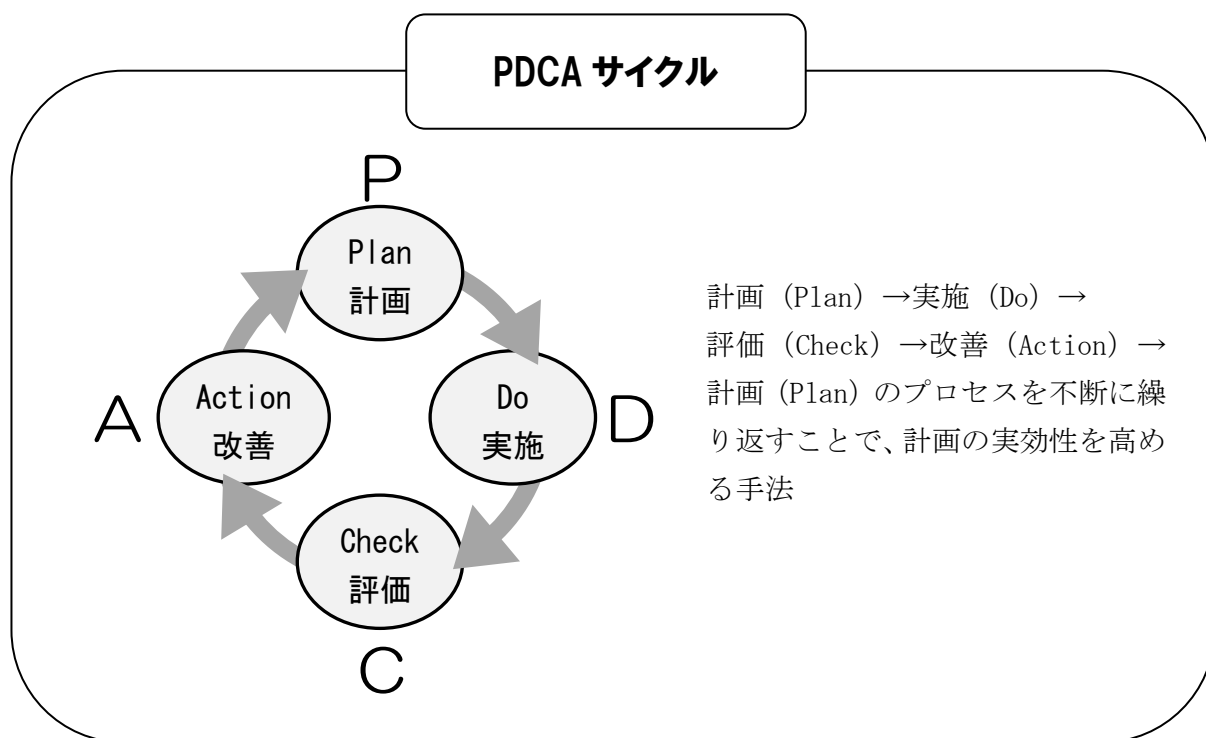 PDCA サイクル
P
Plan
計画
A
Action
改善
Do
実施
D
Check
評価
C
計画（Plan）→実施（Do）→
評価（Check）→改善（Action）→
計画（Plan）のプロセスを不断に繰
り返すことで、計画の実効性を高め
る手法